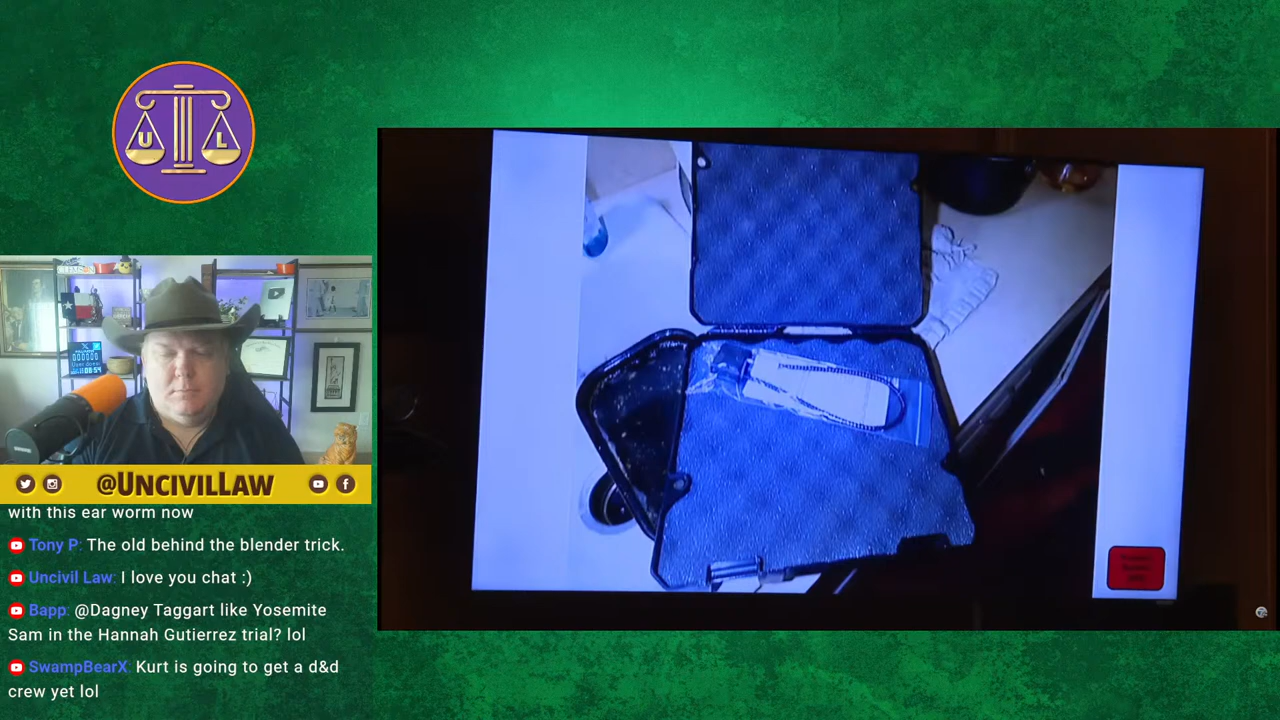 U L
@UNCIVILLAW
with this ear worm now
Tony P: The old behind the blender trick.
Uncivil Law: I love you chat :)
Bapp: @Dagney Taggart like Yosemite
Sam in the Hannah Gutierrez trial? lol
SwampBearX: Kurt is going to get a d&d
crew yet lol